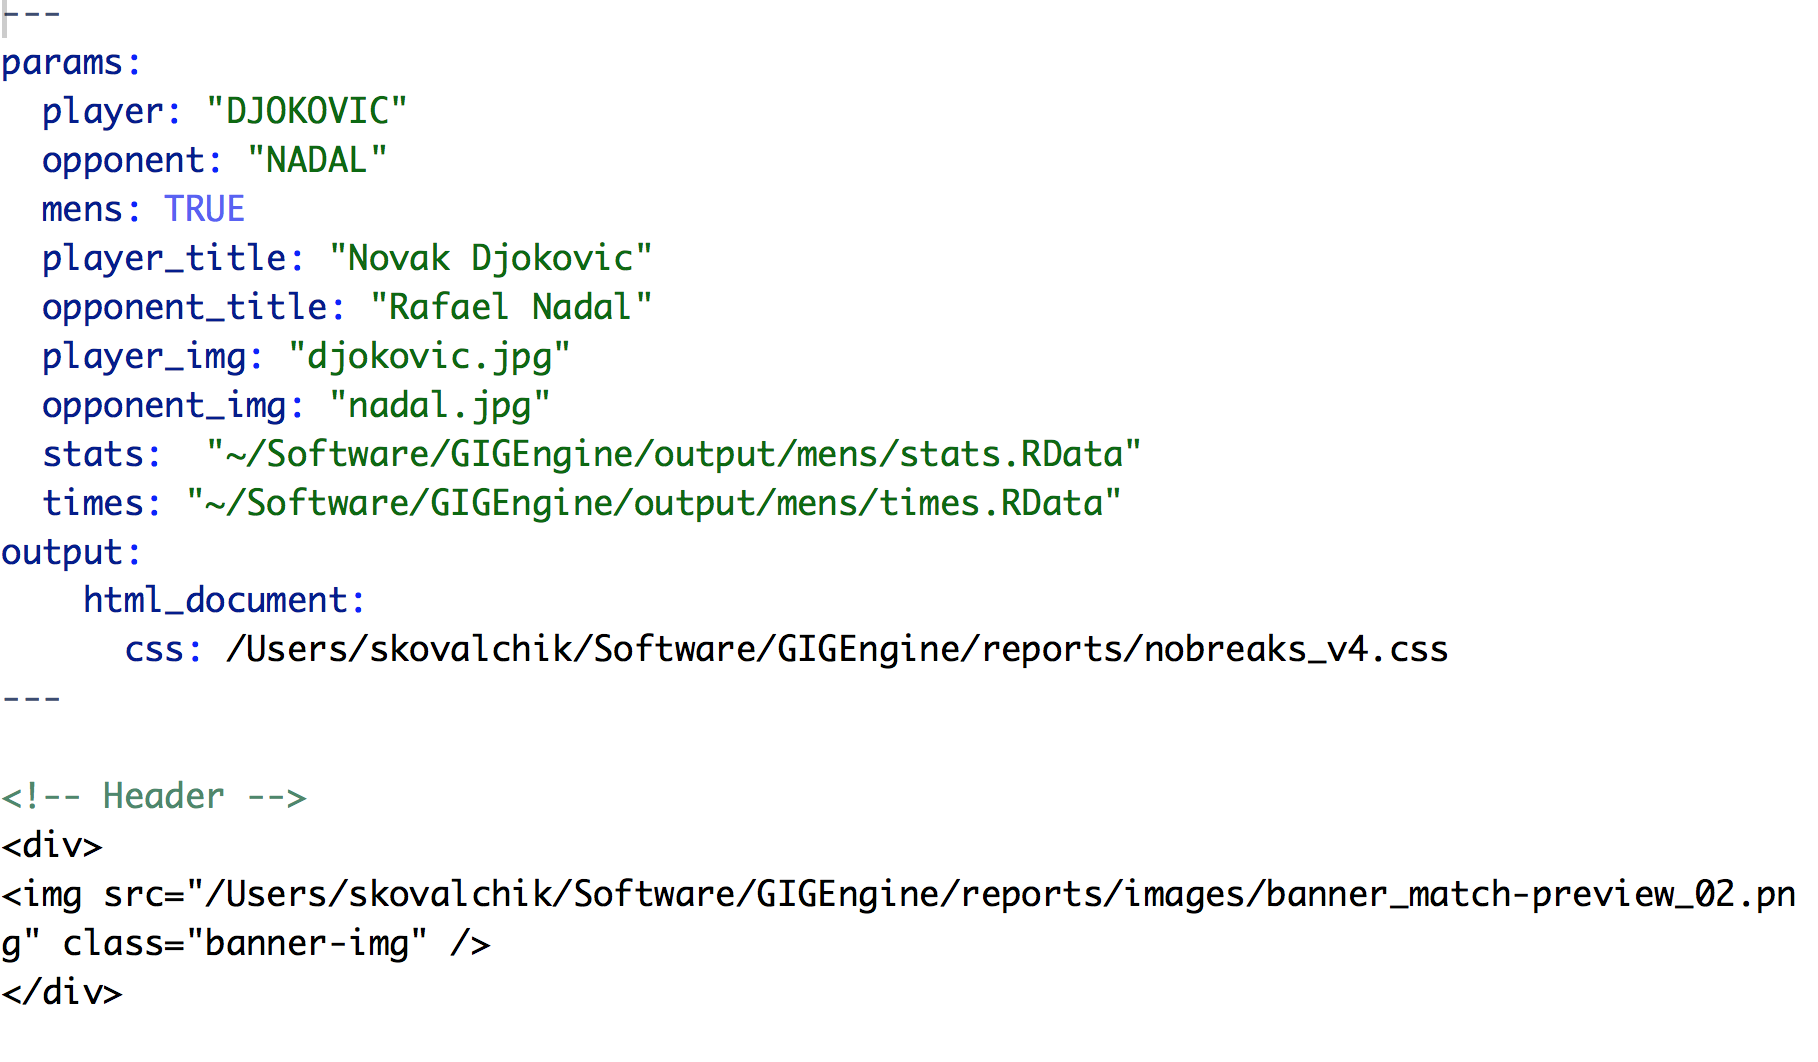 ---
params:
  player: "DJOKOVIC"
  opponent: "NADAL"
  mens: TRUE
  player_title: "Novak Djokovic"
  opponent_title: "Rafael Nadal"
  player_img: "djokovic.jpg"
  opponent_img: "nadal.jpg"
  stats:  "~/Software/GIGEngine/output/mens/stats.RData"
  times: "~/Software/GIGEngine/output/mens/times.RData"
output:
    html_document:
      css: /Users/skovalchik/Software/GIGEngine/reports/nobreaks_v4.css
---

<!-- Header -->
<div>
<img src="/Users/skovalchik/Software/GIGEngine/reports/images/banner_match-preview_02.pn
g" class="banner-img" />
</div>